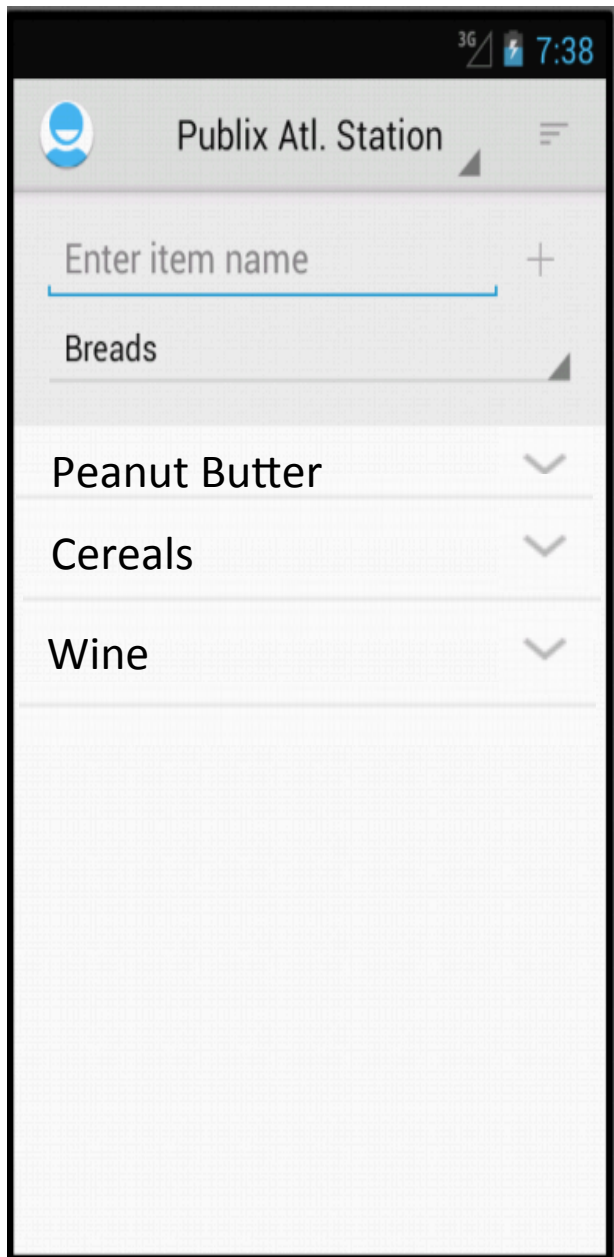 3G 7:38
Publix Atl. Station
Enter item name
Breads
Peanut Butter
Cereals
Wine